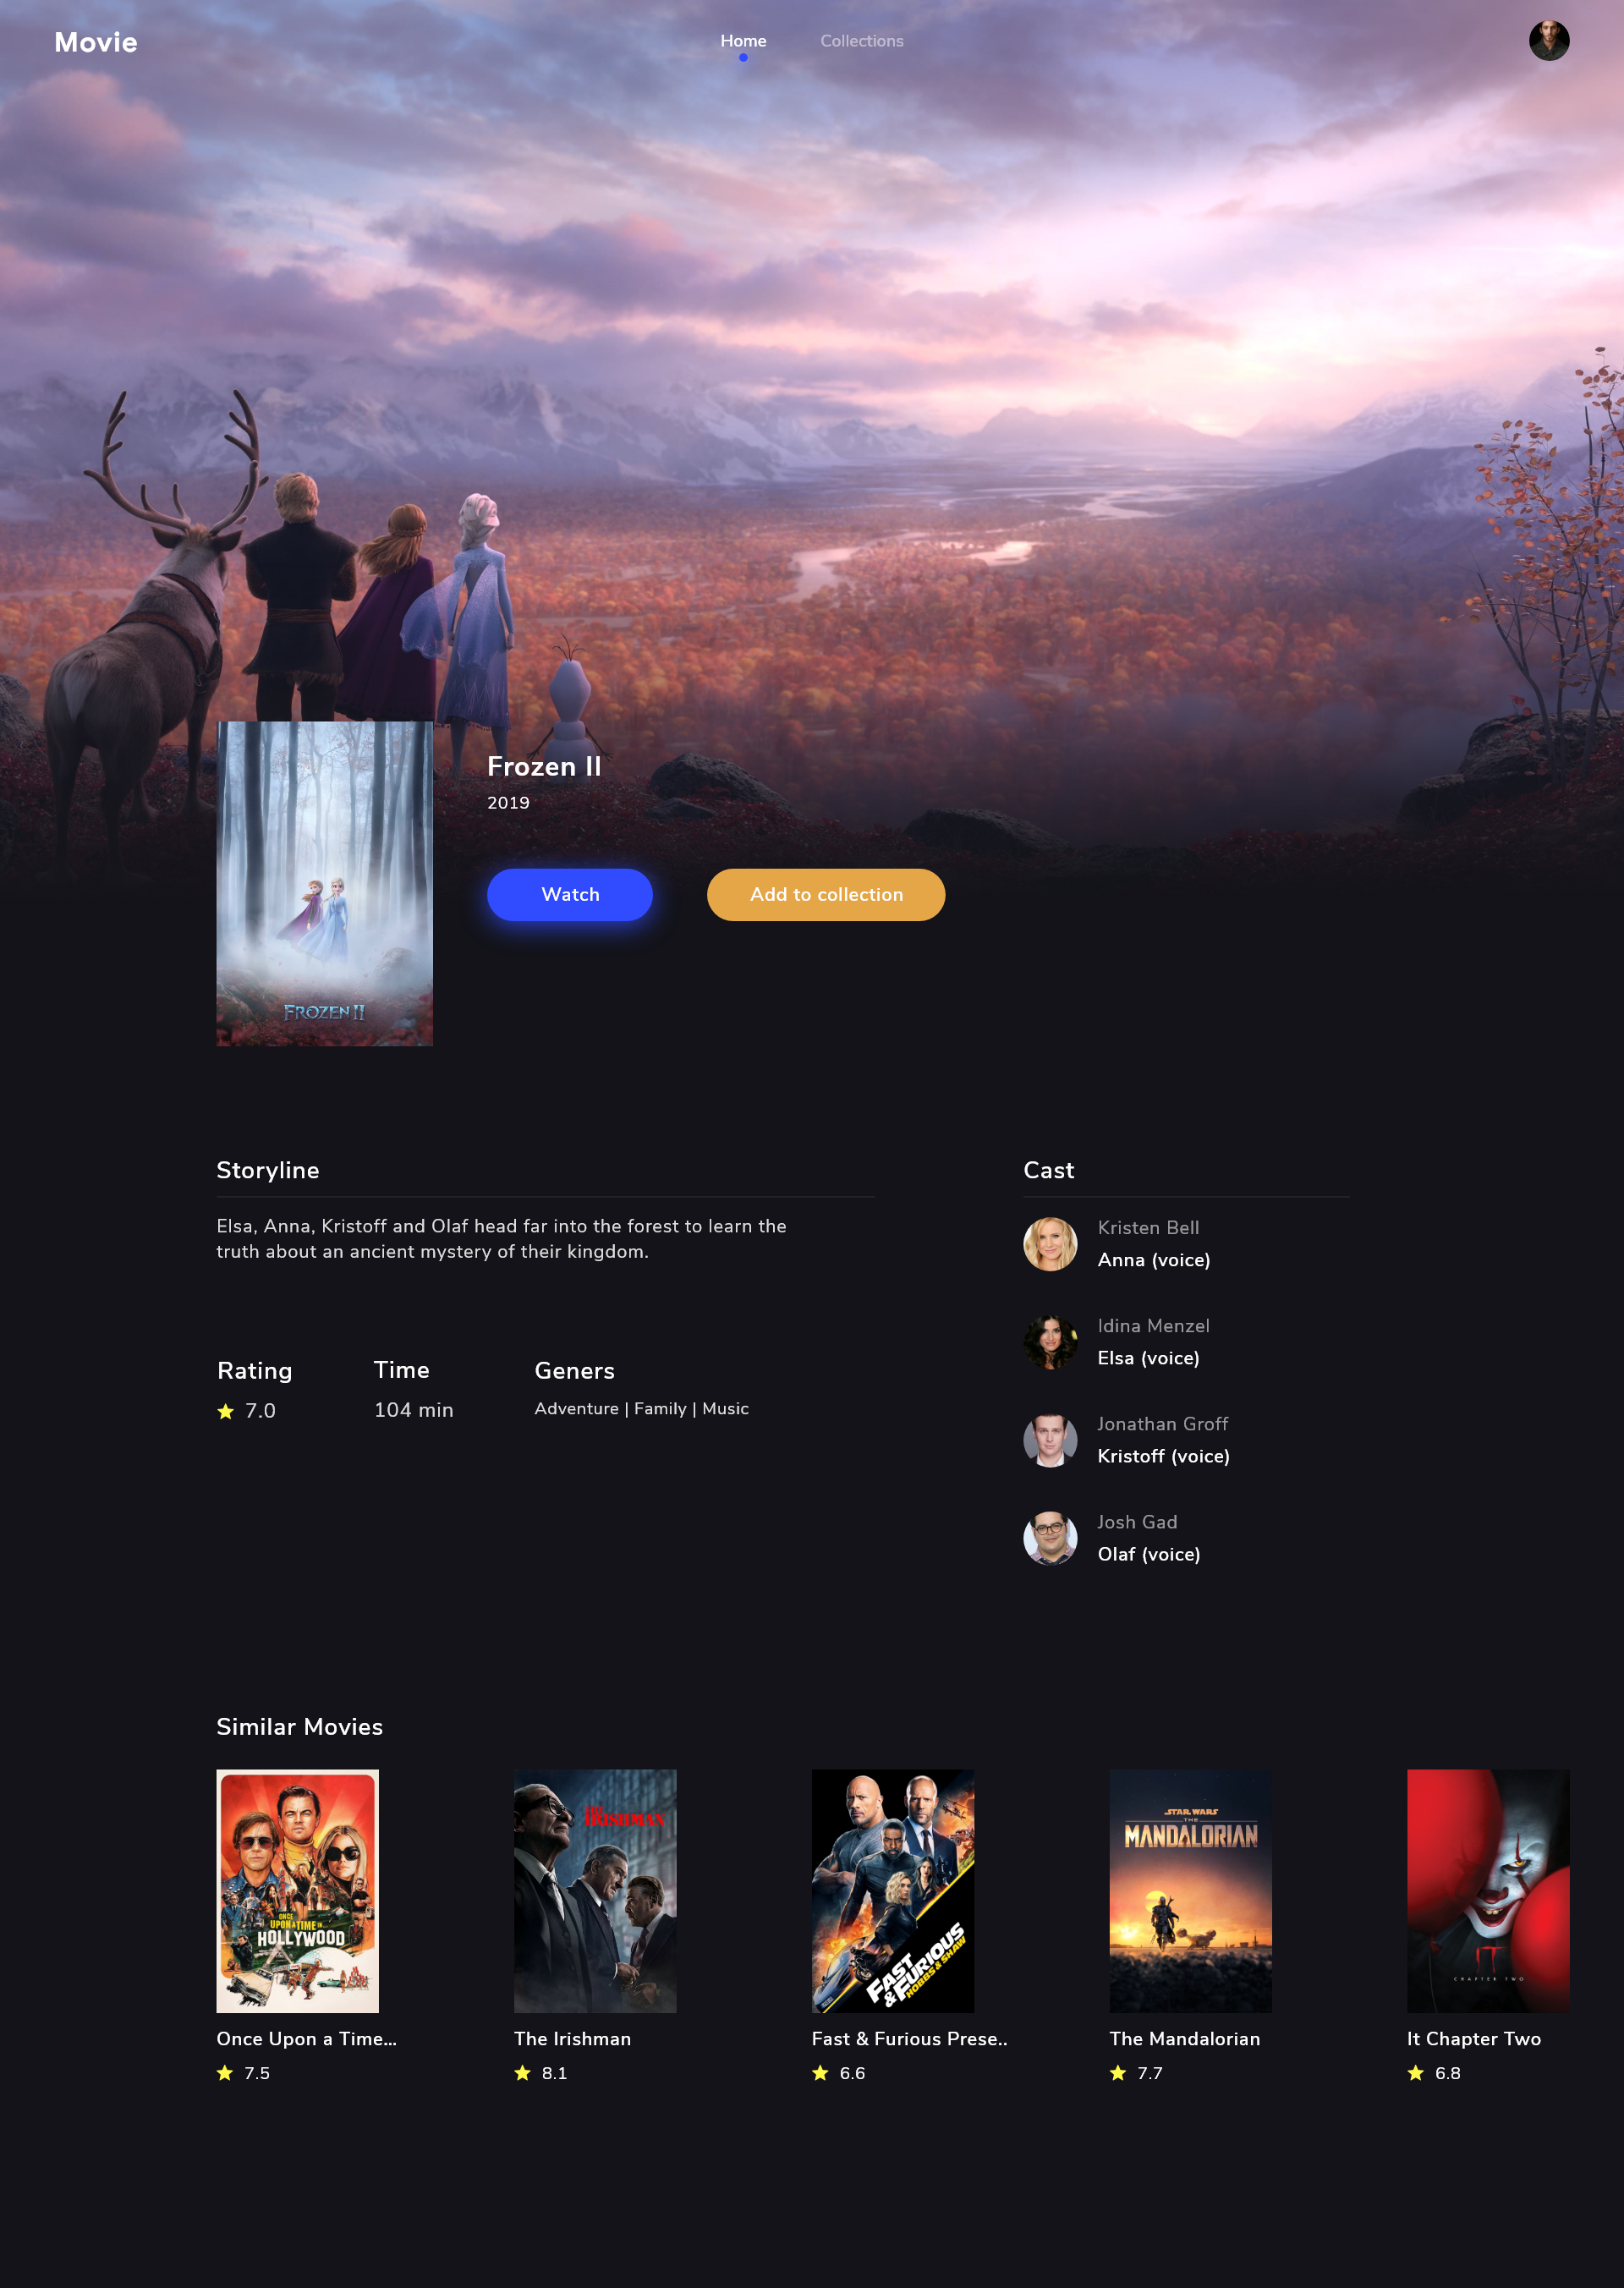 Movie
Home
Collections
Frozen II
2019
Watch
Add to collection
FROZEN II
Storyline
Elsa, Anna, Kristoff and Olaf head far into the forest to learn the
truth about an ancient mystery of their kingdom.
Rating
7.0
Time
104 min
Geners
Adventure | Family | Music
Cast
Kristen Bell
Anna (voice)
Idina Menzel
Elsa (voice)
Jonathan Groff
Kristoff (voice)
Josh Gad
Olaf (voice)
Similar Movies
ONCE
UPON A TIME IN
HOLLYWOOD
Once Upon a Time...
7.5
THE
IRISHMAN
The Irishman
8.1
FAST
& FURIOUS
HOBBS & SHAW
Fast & Furious Prese..
6.6
STAR WARS
THE
MANDALORIAN
The Mandalorian
7.7
IT
CHAPTER TWO
It Chapter Two
6.8